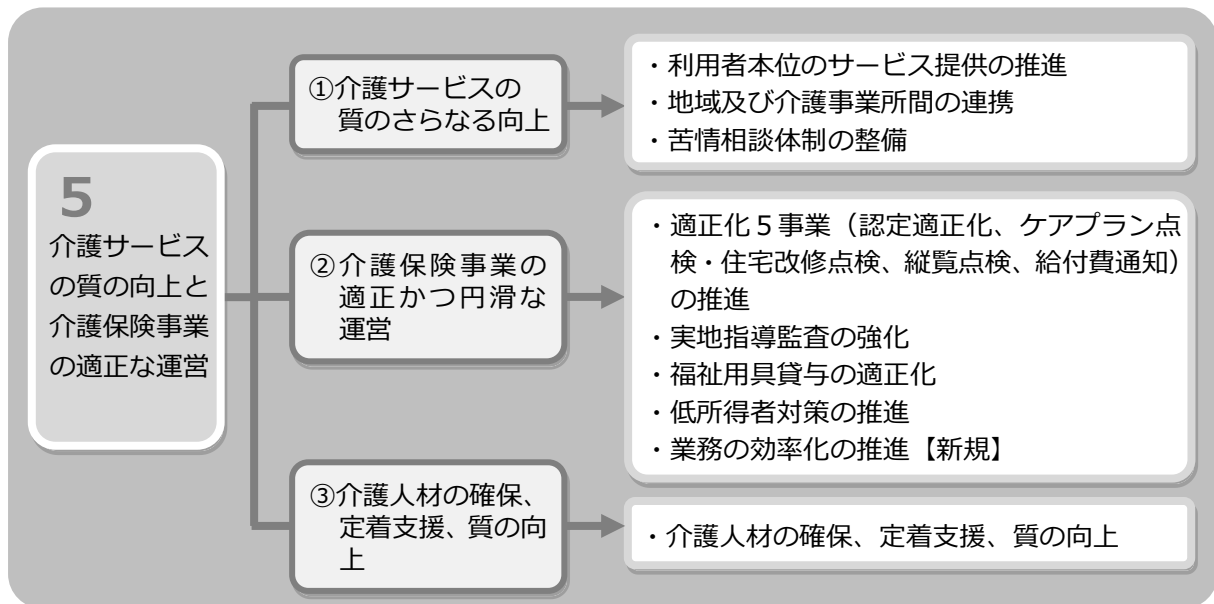 5
介護サービス
の質の向上と
介護保険事業
の適正な運営
①介護サービスの
質のさらなる向上
・利用者本位のサービス提供の推進
・地域及び介護事業所間の連携
・苦情相談体制の整備
②介護保険事業の
適正かつ円滑な
運営
・適正化5事業（認定適正化、ケアプラン点
検・住宅改修点検、縦覧点検、給付費通知）
の推進
・実地指導監査の強化
・福祉用具貸与の適正化
・低所得者対策の推進
・業務の効率化の推進【新規】
③介護人材の確保、
定着支援、質の向
上
・介護人材の確保、定着支援、質の向上